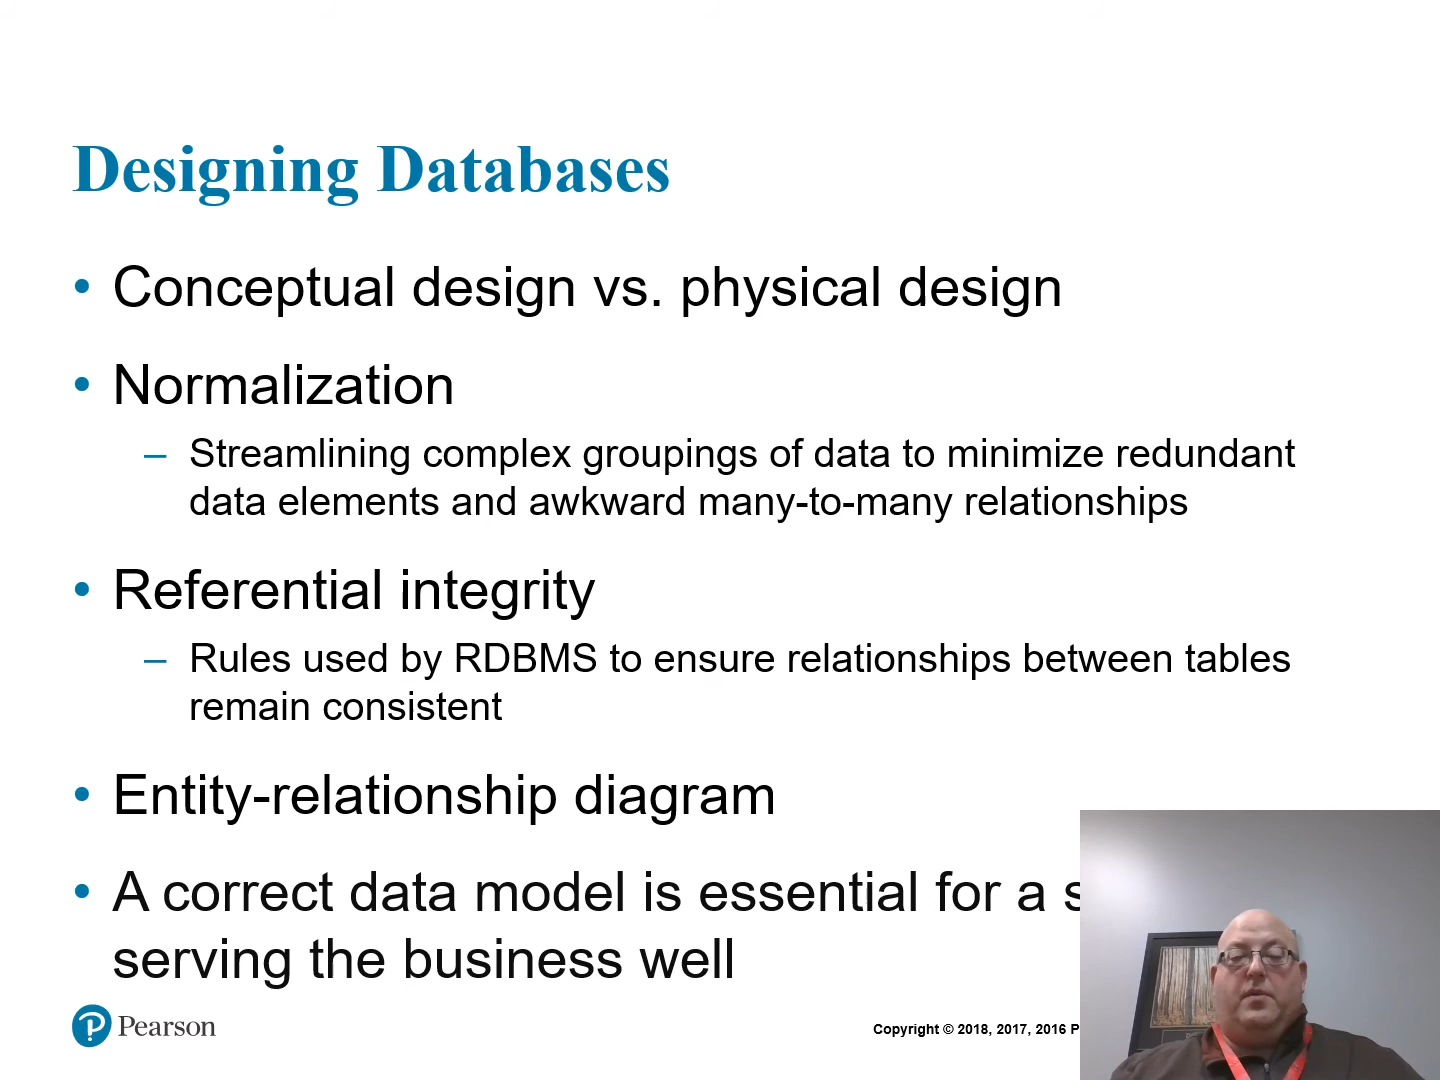 Designing Databases
• Conceptual design vs. physical design
• Normalization
– Streamlining complex groupings of data to minimize redundant
data elements and awkward many-to-many relationships
• Referential integrity
– Rules used by RDBMS to ensure relationships between tables
remain consistent
• Entity-relationship diagram
• A correct data model is essential for a
serving the business well
Pearson
Copyright © 2018, 2017, 2016